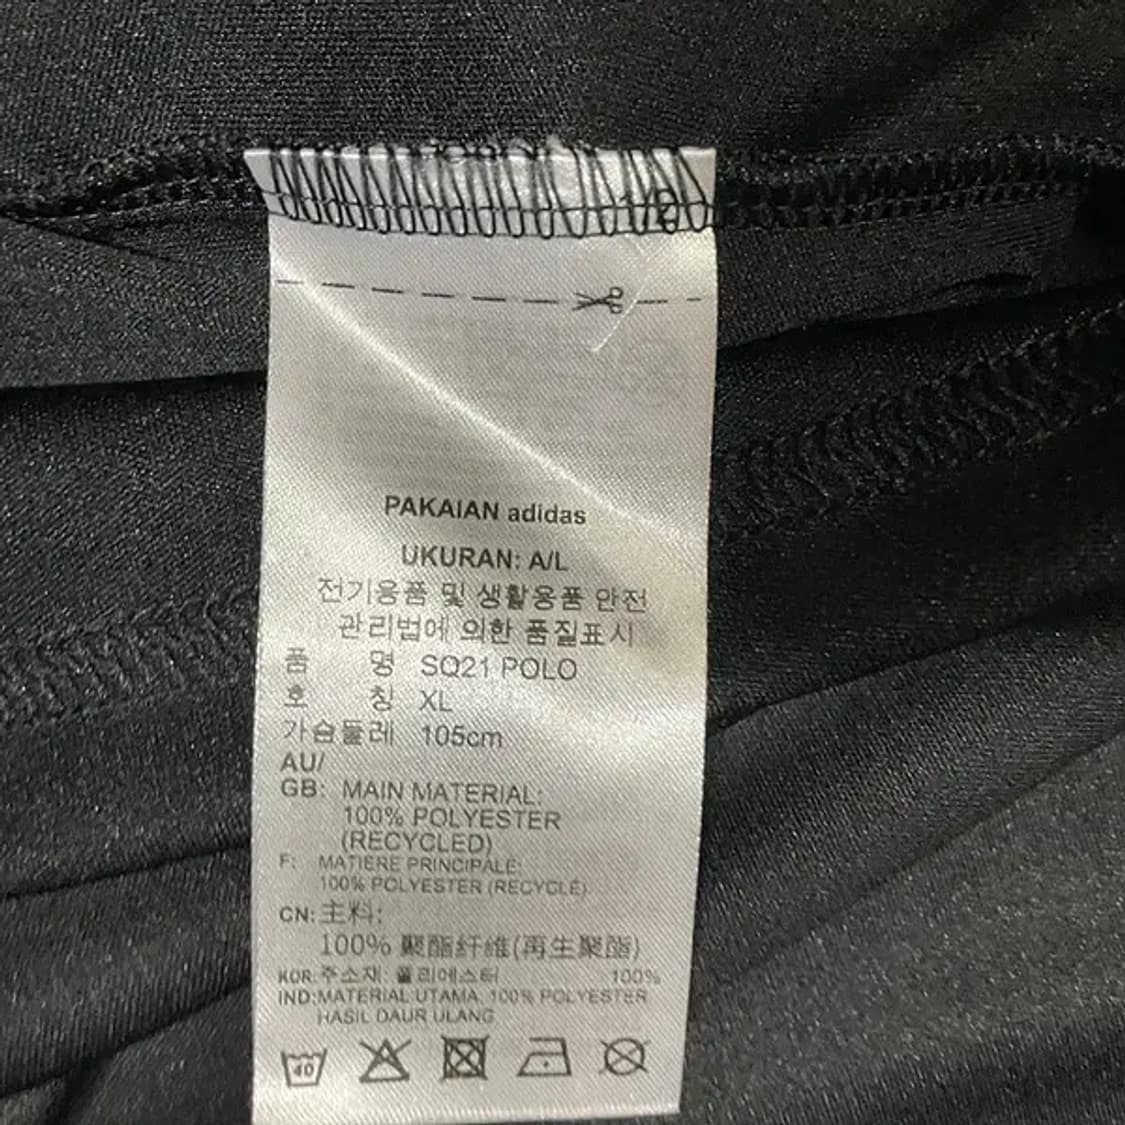 1/2
PAKAIAN adidas
UKURAN: A/L
전기용품 및 생활용품 안전
관리법에 의한 품질표시
품 명 SQ21 POLO
호 칭 XL
가슴둘레 105cm
AU/
GB: MAIN MATERIAL:
100% POLYESTER
(RECYCLED)
F: MATIERE PRINCIPALE:
100% POLYESTER (RECYCLÉ)
CN: 主料:
100% 聚酯纤维(再生聚酯)
KOR: 주소재: 폴리에스터 100%
IND: MATERIAL UTAMA: 100% POLYESTER
HASIL DAUR ULANG
40